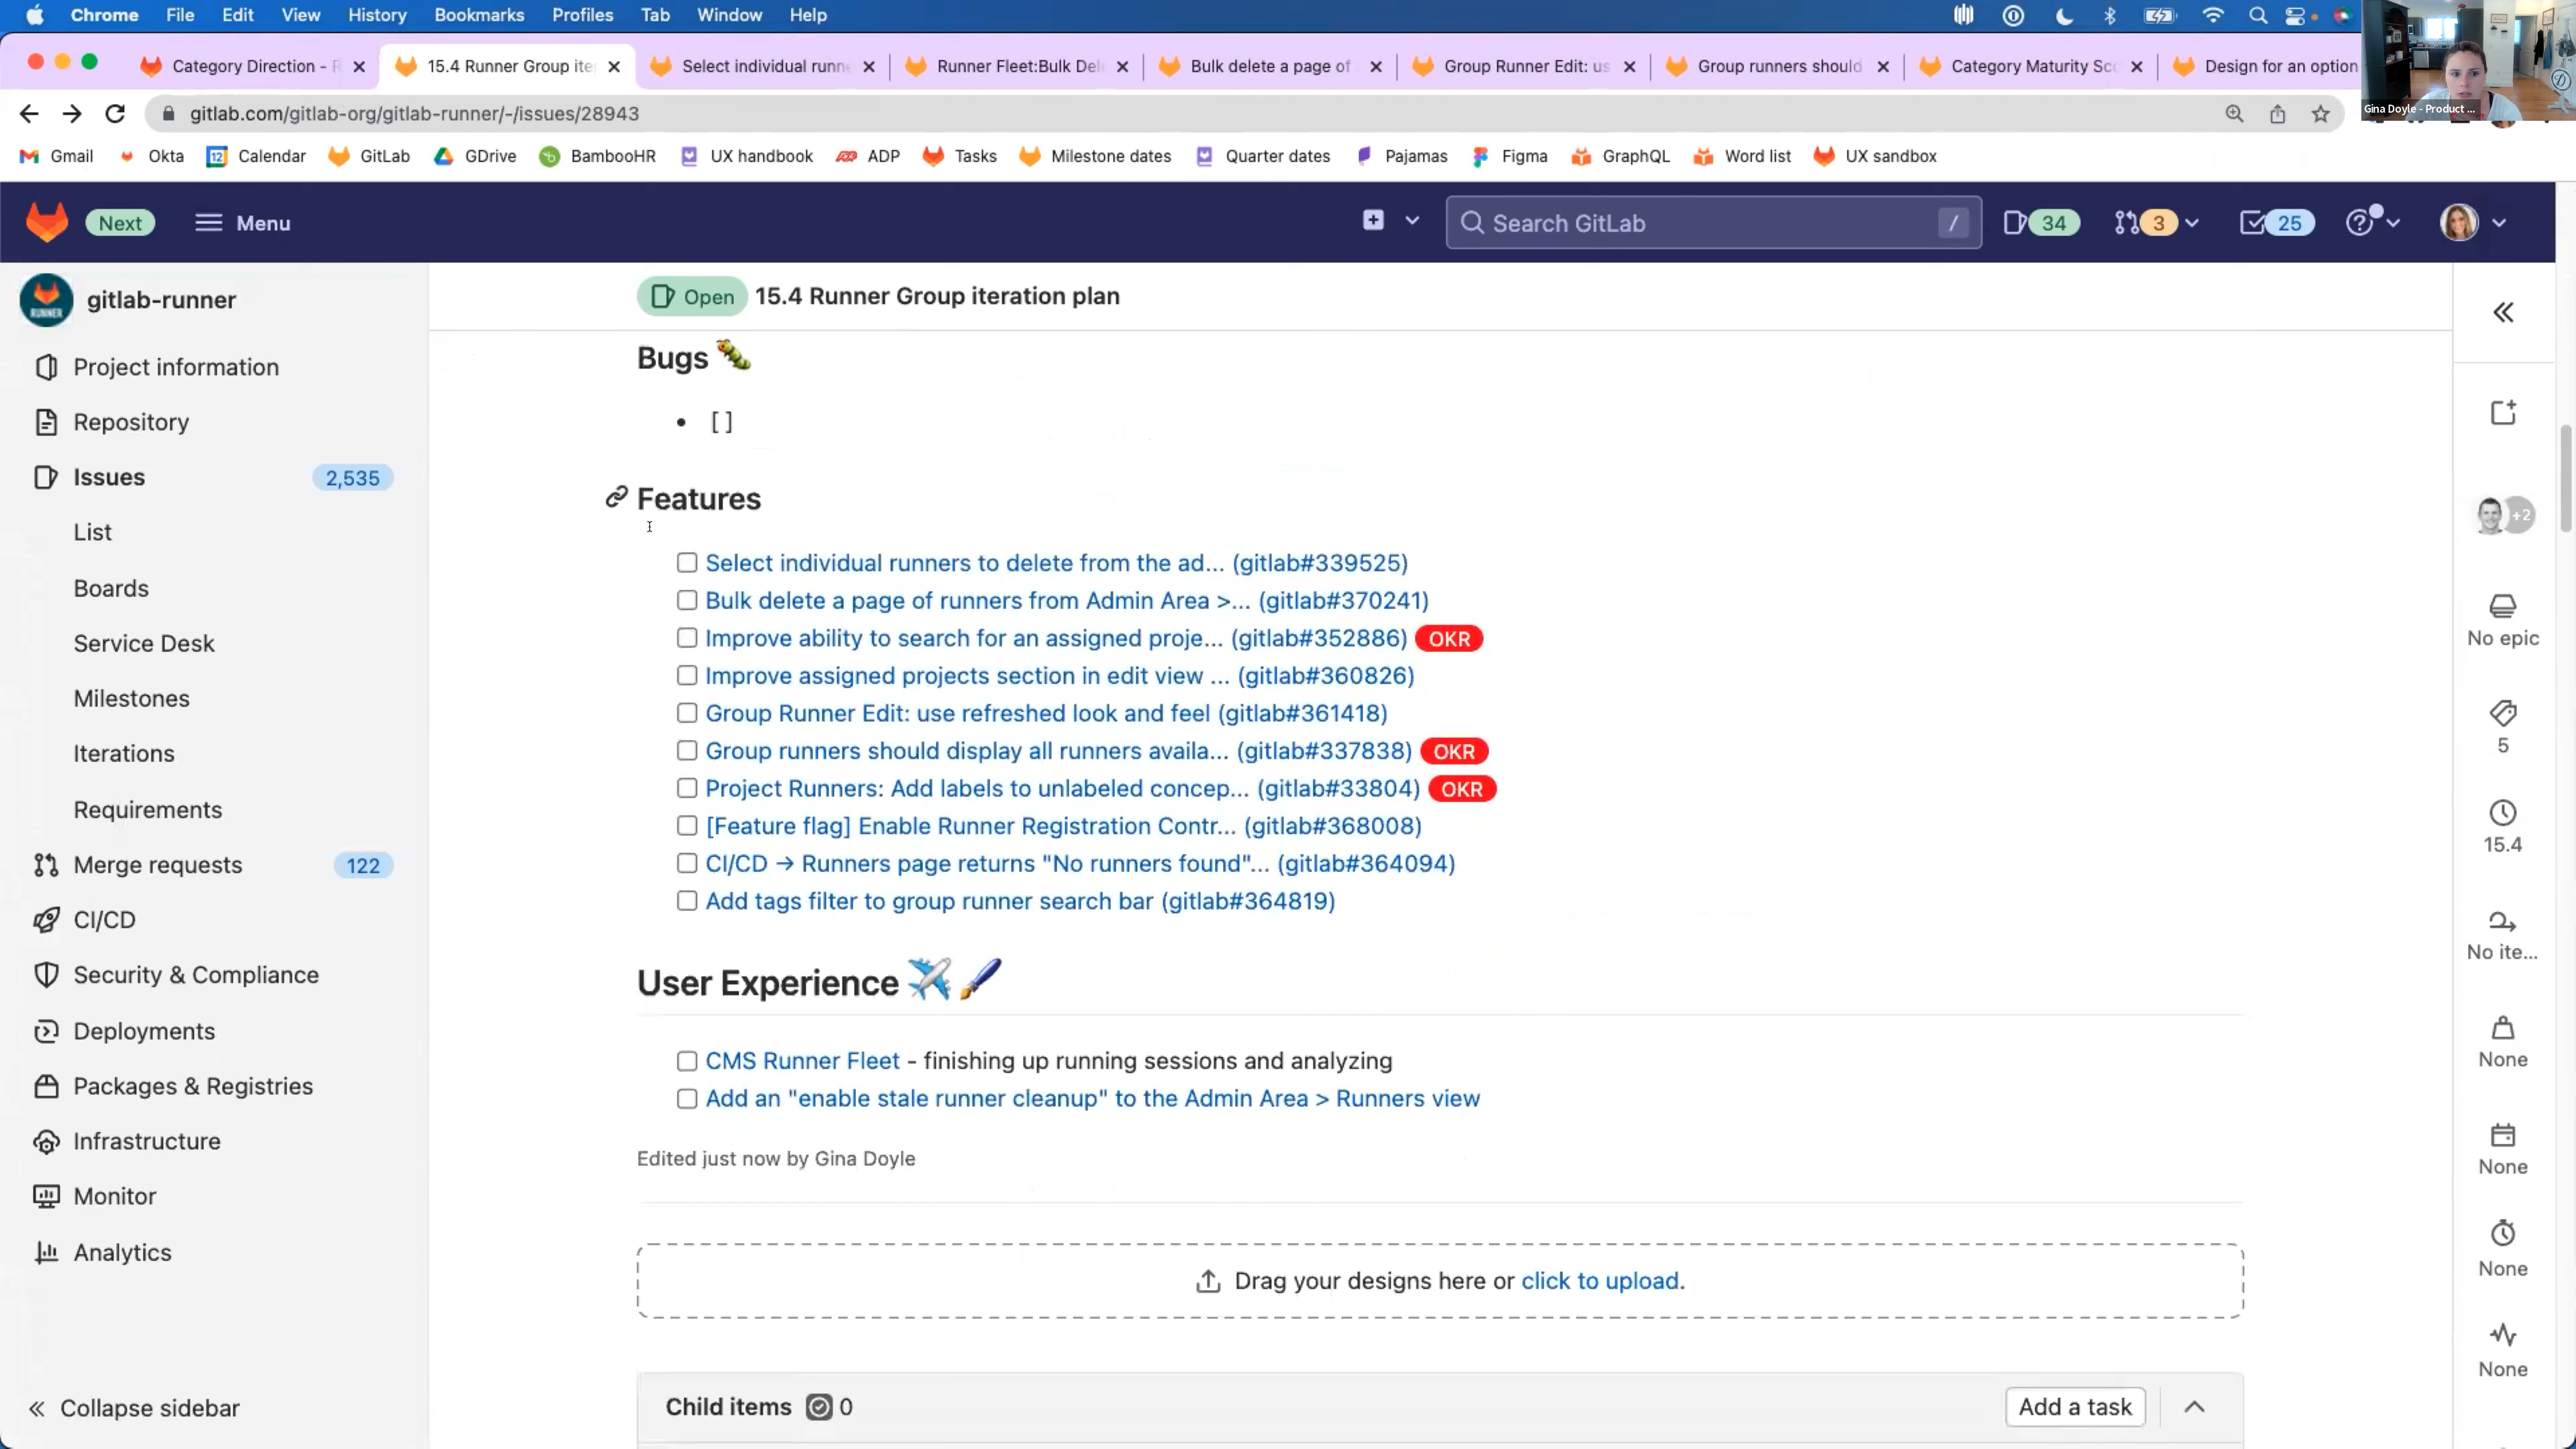 Chrome File Edit View History Bookmarks Profiles Tab Window Help
Category Direction - R
15.4 Runner Group ite
Select individual runne
Runner Fleet:Bulk Del
Bulk delete a page of
Group Runner Edit: us
Group runners should
Category Maturity Sco
Design for an option
Gina Doyle - Product ...
gitlab.com/gitlab-org/gitlab-runner/-/issues/28943
Gmail Okta Calendar GitLab GDrive BambooHR UX handbook ADP Tasks Milestone dates Quarter dates Pajamas Figma GraphQL Word list UX sandbox
Next Menu Search GitLab / 34 3 25
gitlab-runner
Project information
Repository
Issues 2,535
List
Boards
Service Desk
Milestones
Iterations
Requirements
Merge requests 122
CI/CD
Security & Compliance
Deployments
Packages & Registries
Infrastructure
Monitor
Analytics
Collapse sidebar
Open 15.4 Runner Group iteration plan
Bugs 🐛
• [ ]
Features
Select individual runners to delete from the ad... (gitlab#339525)
Bulk delete a page of runners from Admin Area >... (gitlab#370241)
Improve ability to search for an assigned proje... (gitlab#352886) OKR
Improve assigned projects section in edit view ... (gitlab#360826)
Group Runner Edit: use refreshed look and feel (gitlab#361418)
Group runners should display all runners availa... (gitlab#337838) OKR
Project Runners: Add labels to unlabeled concep... (gitlab#33804) OKR
[Feature flag] Enable Runner Registration Contr... (gitlab#368008)
CI/CD → Runners page returns "No runners found"... (gitlab#364094)
Add tags filter to group runner search bar (gitlab#364819)
User Experience ✈️ 🖌️
CMS Runner Fleet - finishing up running sessions and analyzing
Add an "enable stale runner cleanup" to the Admin Area > Runners view
Edited just now by Gina Doyle
Drag your designs here or click to upload.
Child items 0 Add a task
+2
No epic
5
15.4
No ite...
None
None
None
None